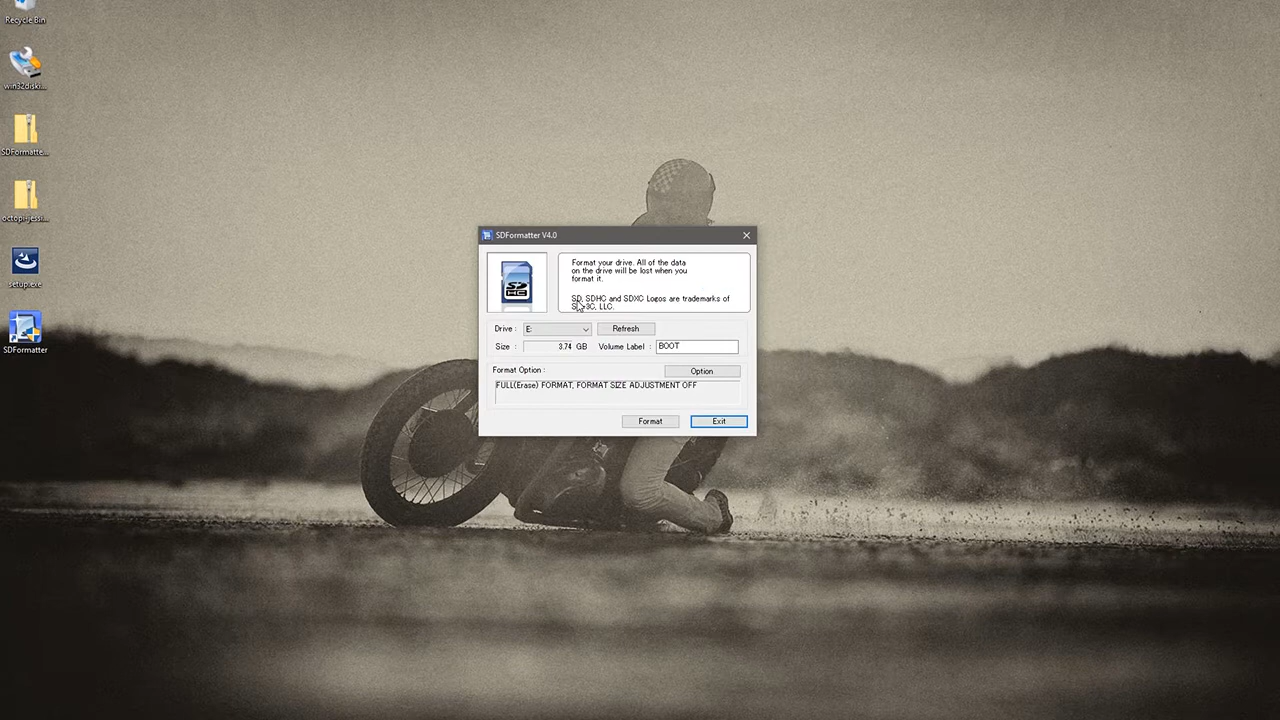 Recycle Bin
win32diski...
SDFormatte...
octopi-jessi...
setup.exe
SDFormatter
SDFormatter V4.0
Format your drive. All of the data
on the drive will be lost when you
format it.
SD, SDHC and SDXC Logos are trademarks of
SD-3C, LLC.
Drive : E: Refresh
Size : 3.74 GB Volume Label : BOOT
Format Option : Option
FULL(Erase) FORMAT, FORMAT SIZE ADJUSTMENT OFF
Format Exit